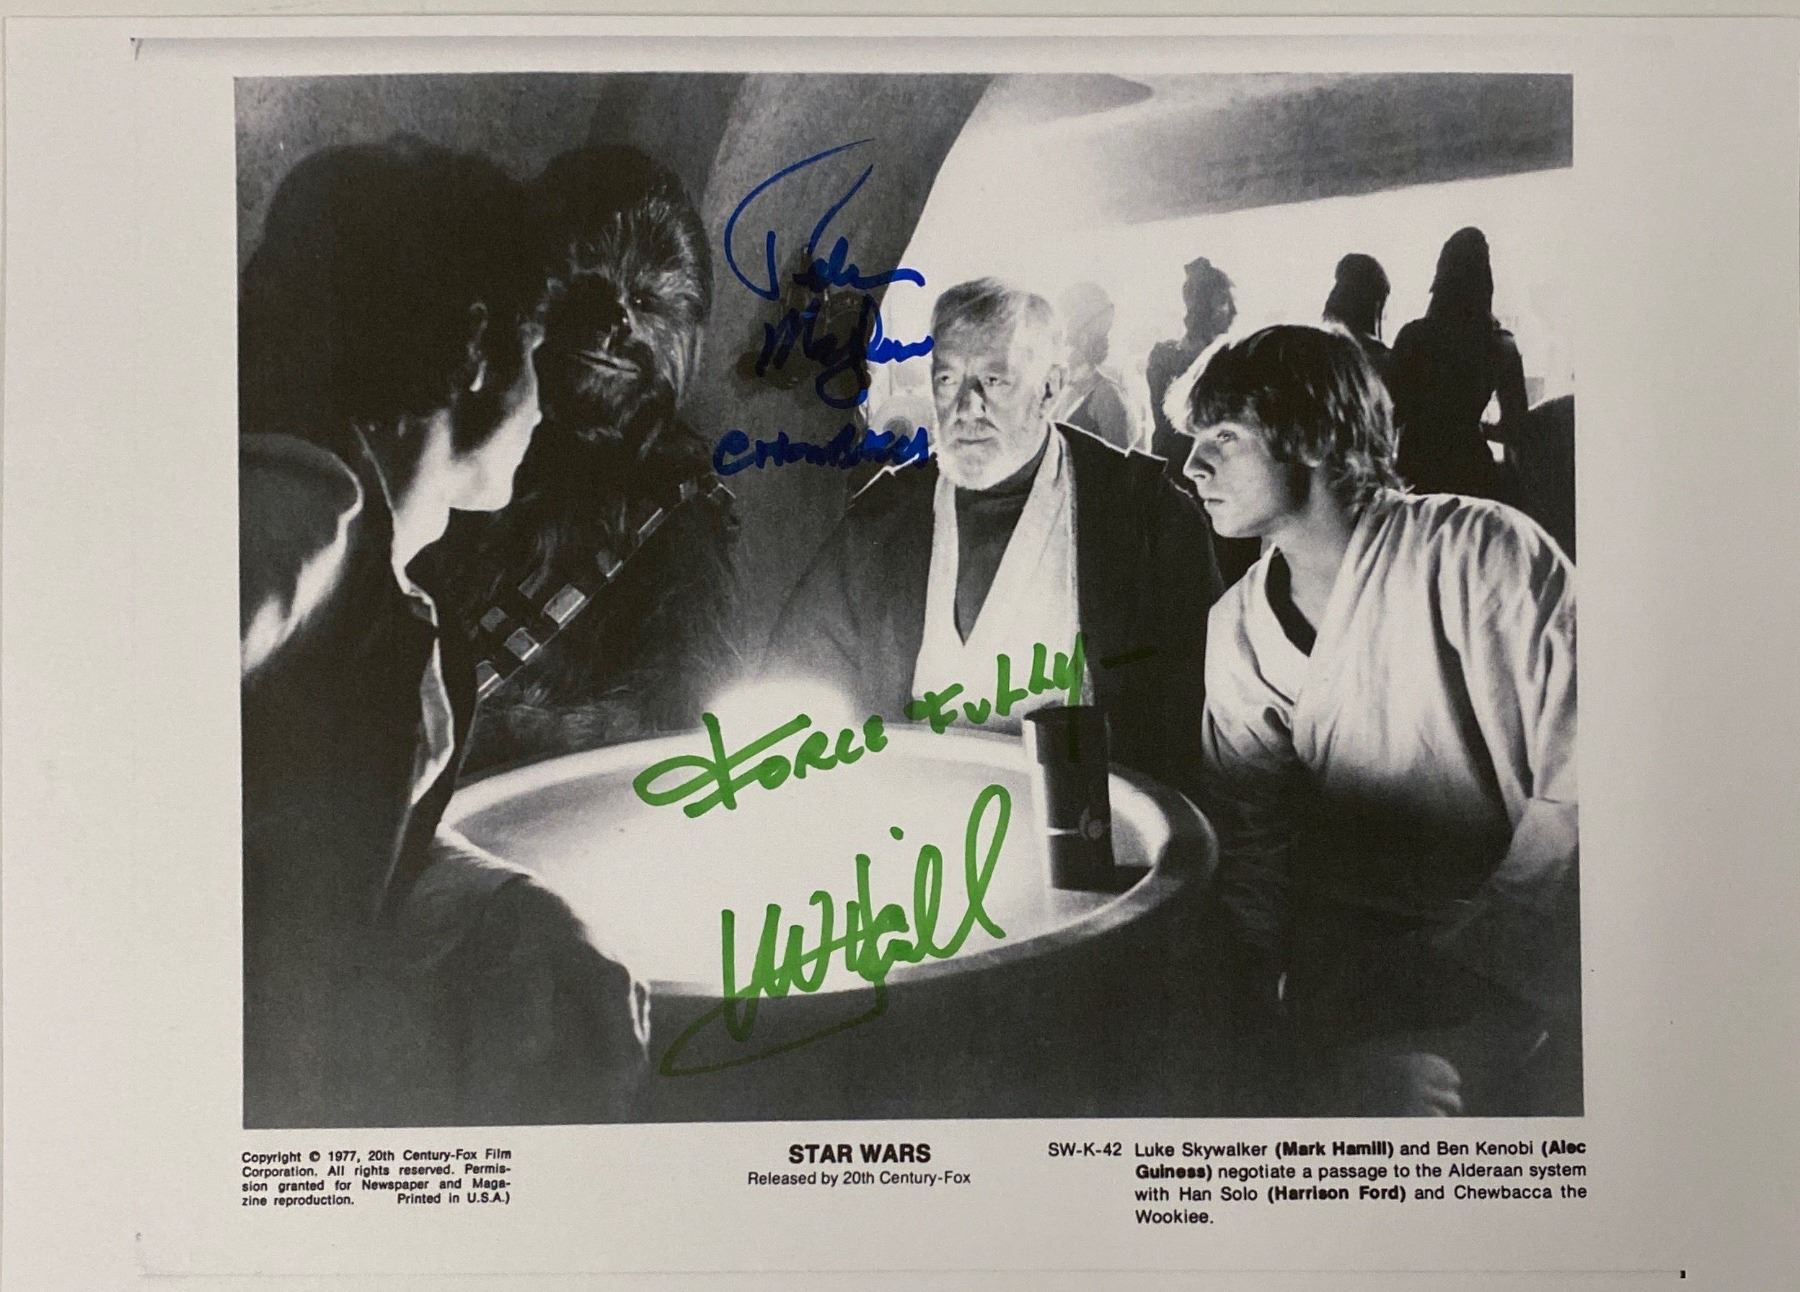 Peter
Mayhew
CHEWBACCA
FORCE FULLY -
M Hamill
Copyright © 1977, 20th Century-Fox Film
Corporation. All rights reserved. Permis-
sion granted for Newspaper and Maga-
zine reproduction. Printed in U.S.A.)
STAR WARS
Released by 20th Century-Fox
SW-K-42 Luke Skywalker (Mark Hamill) and Ben Kenobi (Alec
Guiness) negotiate a passage to the Alderaan system
with Han Solo (Harrison Ford) and Chewbacca the
Wookiee.